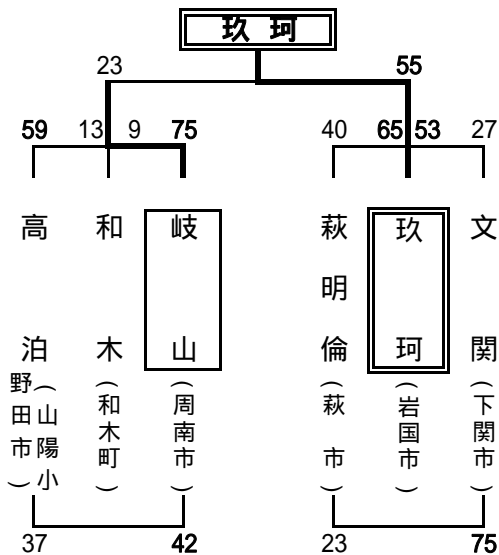 玖珂
23 55
59 13 9 75 40 65 53 27
高泊
(山陽小野田市)
和木
(和木町)
岐山
(周南市)
萩明倫
(萩市)
玖珂
(岩国市)
文関
(下関市)
37 42 23 75